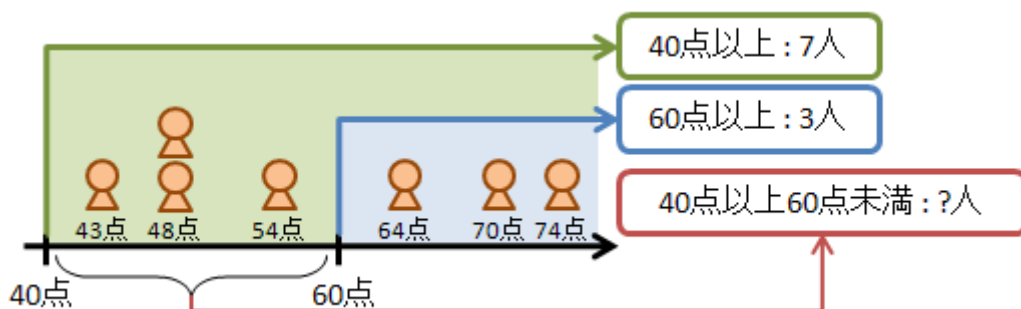 40点以上 : 7人
60点以上 : 3人
40点以上60点未満 : ?人
43点 48点 54点 64点 70点 74点
40点 60点